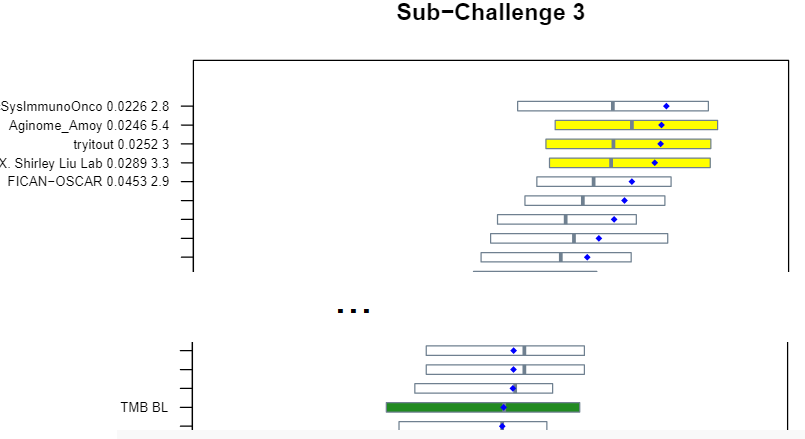 Sub−Challenge 3
SysImmunoOnco 0.0226 2.8
Aginome_Amoy 0.0246 5.4
tryitout 0.0252 3
X. Shirley Liu Lab 0.0289 3.3
FICAN−OSCAR 0.0453 2.9
...
TMB BL